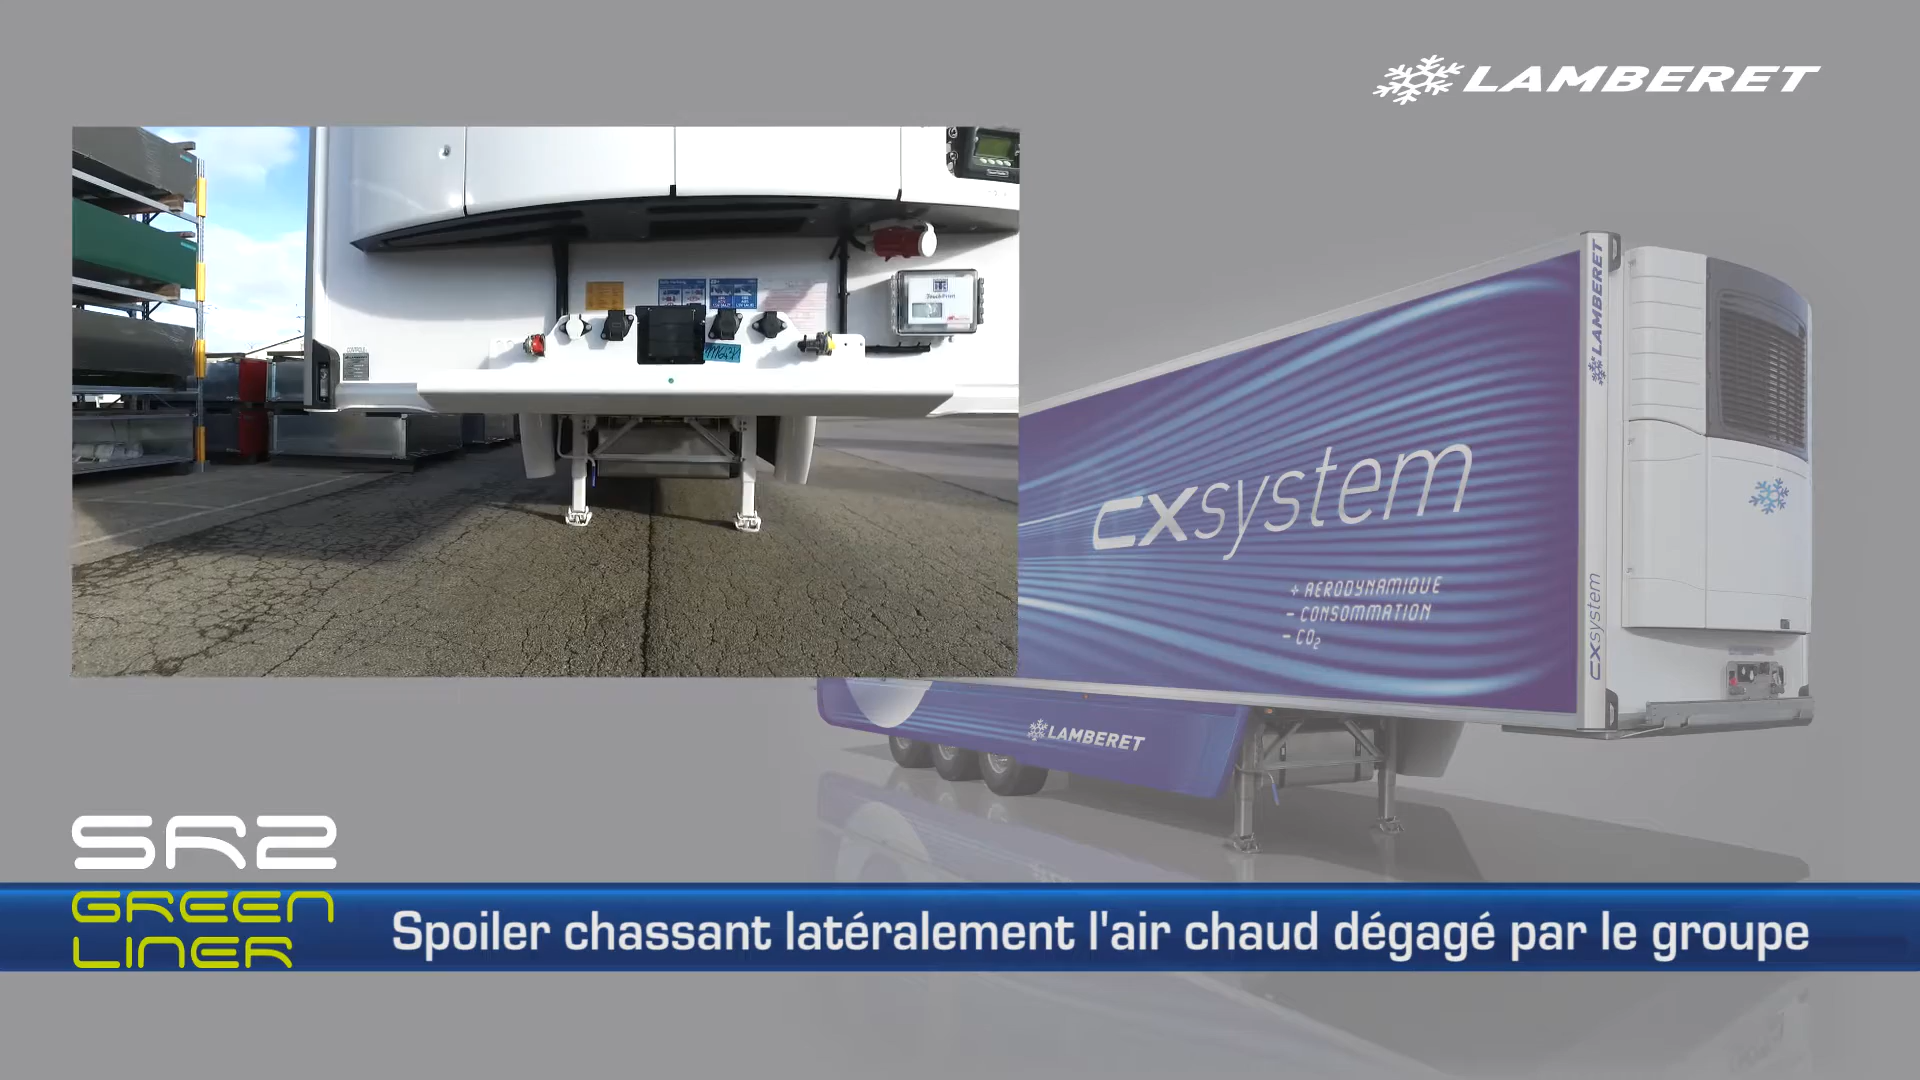 LAMBERET
LAMBERET
CXsystem
+ AERODYNAMIQUE
- CONSOMMATION
- CO₂
CXsystem
LAMBERET
SR2
GREEN
LINER
Spoiler chassant latéralement l'air chaud dégagé par le groupe